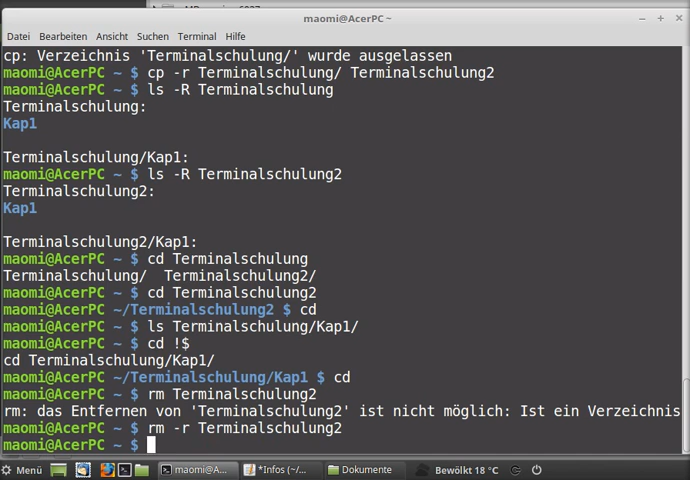 maomi@AcerPC ~
Datei Bearbeiten Ansicht Suchen Terminal Hilfe
cp: Verzeichnis 'Terminalschulung/' wurde ausgelassen
maomi@AcerPC ~ $ cp -r Terminalschulung/ Terminalschulung2
maomi@AcerPC ~ $ ls -R Terminalschulung
Terminalschulung:
Kap1
Terminalschulung/Kap1:
maomi@AcerPC ~ $ ls -R Terminalschulung2
Terminalschulung2:
Kap1
Terminalschulung2/Kap1:
maomi@AcerPC ~ $ cd Terminalschulung
Terminalschulung/ Terminalschulung2/
maomi@AcerPC ~ $ cd Terminalschulung2
maomi@AcerPC ~/Terminalschulung2 $ cd
maomi@AcerPC ~ $ ls Terminalschulung/Kap1/
maomi@AcerPC ~ $ cd !$
cd Terminalschulung/Kap1/
maomi@AcerPC ~/Terminalschulung/Kap1 $ cd
maomi@AcerPC ~ $ rm Terminalschulung2
rm: das Entfernen von 'Terminalschulung2' ist nicht möglich: Ist ein Verzeichnis
maomi@AcerPC ~ $ rm -r Terminalschulung2
maomi@AcerPC ~ $
Menü maomi@A... *Infos (~/... Dokumente Bewölkt 18 °C